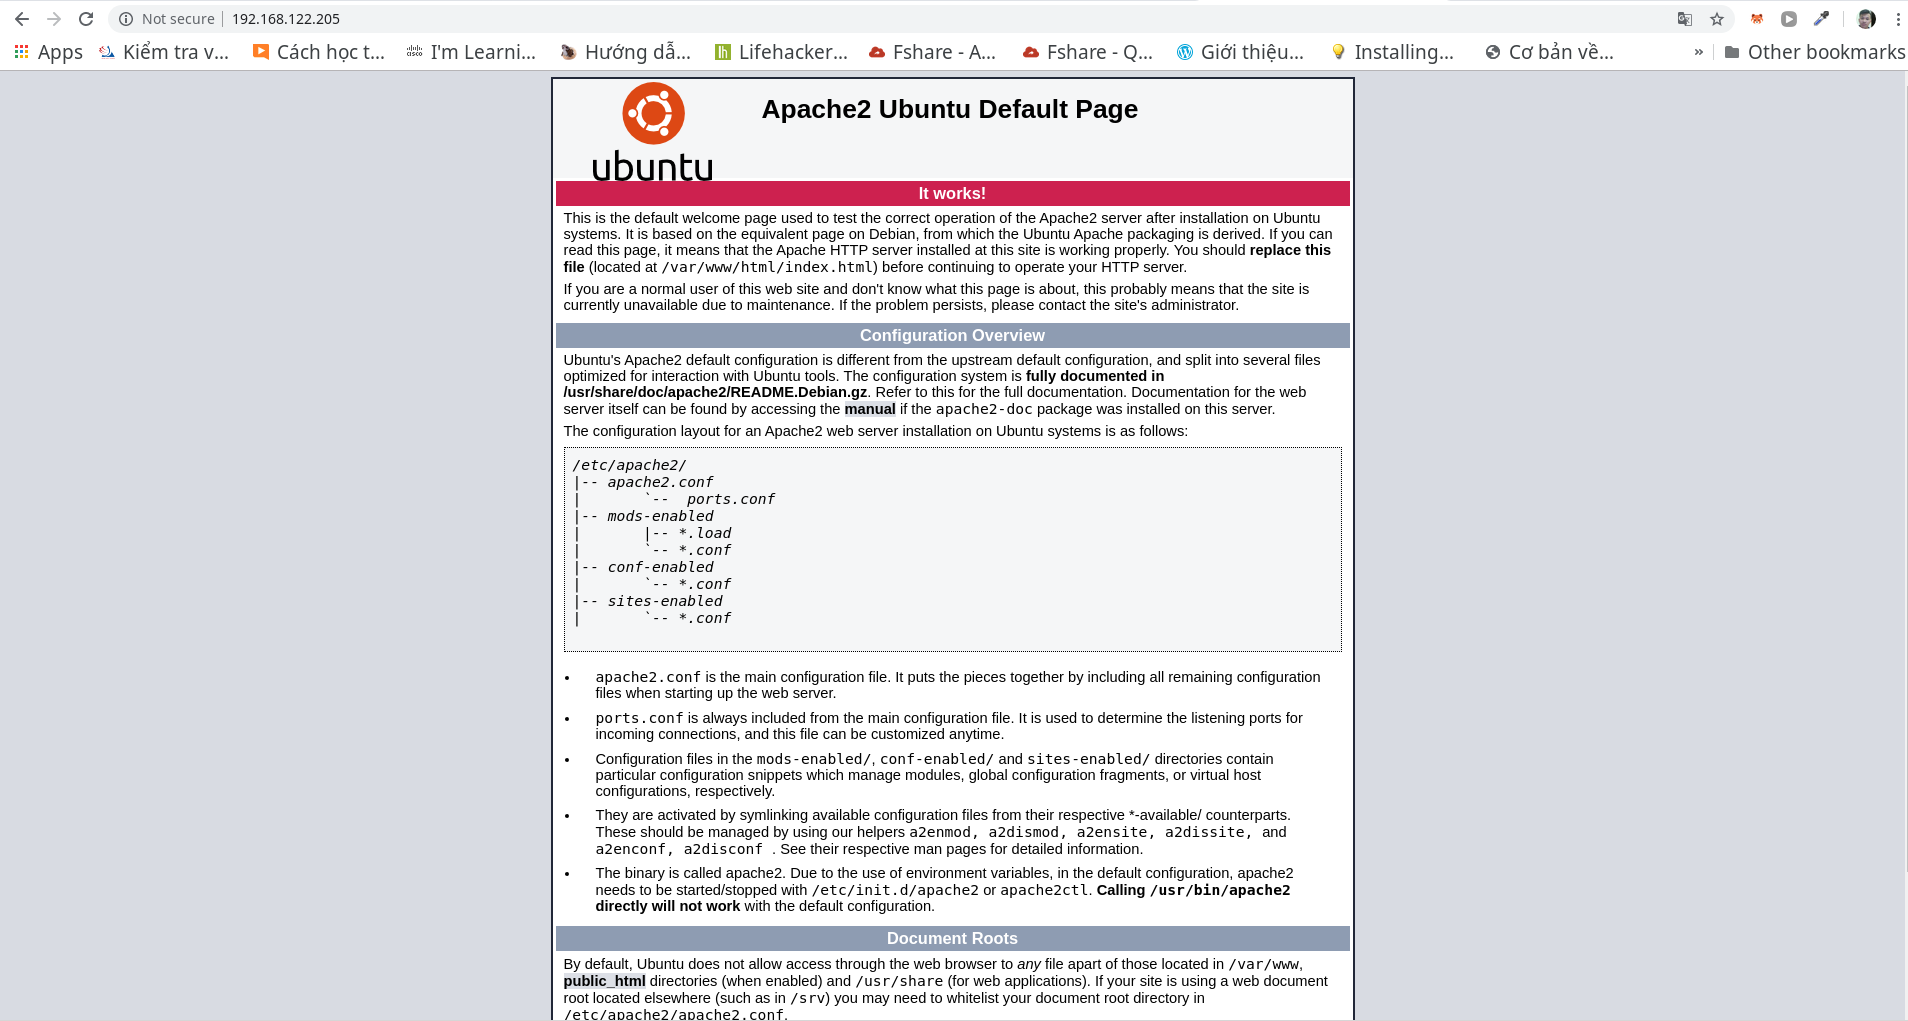 Not secure 192.168.122.205
Apps Kiểm tra v... Cách học t... I'm Learni... Hướng dẫ... Lifehacker... Fshare - A... Fshare - Q... Giới thiệu... Installing... Cơ bản về... » Other bookmarks
ubuntu
Apache2 Ubuntu Default Page
It works!
This is the default welcome page used to test the correct operation of the Apache2 server after installation on Ubuntu
systems. It is based on the equivalent page on Debian, from which the Ubuntu Apache packaging is derived. If you can
read this page, it means that the Apache HTTP server installed at this site is working properly. You should replace this
file (located at /var/www/html/index.html) before continuing to operate your HTTP server.
If you are a normal user of this web site and don't know what this page is about, this probably means that the site is
currently unavailable due to maintenance. If the problem persists, please contact the site's administrator.
Configuration Overview
Ubuntu's Apache2 default configuration is different from the upstream default configuration, and split into several files
optimized for interaction with Ubuntu tools. The configuration system is fully documented in
/usr/share/doc/apache2/README.Debian.gz. Refer to this for the full documentation. Documentation for the web
server itself can be found by accessing the manual if the apache2-doc package was installed on this server.
The configuration layout for an Apache2 web server installation on Ubuntu systems is as follows:
/etc/apache2/
|-- apache2.conf
|       `--  ports.conf
|-- mods-enabled
|       |-- *.load
|       `-- *.conf
|-- conf-enabled
|       `-- *.conf
|-- sites-enabled
|       `-- *.conf
• apache2.conf is the main configuration file. It puts the pieces together by including all remaining configuration
files when starting up the web server.
• ports.conf is always included from the main configuration file. It is used to determine the listening ports for
incoming connections, and this file can be customized anytime.
• Configuration files in the mods-enabled/, conf-enabled/ and sites-enabled/ directories contain
particular configuration snippets which manage modules, global configuration fragments, or virtual host
configurations, respectively.
• They are activated by symlinking available configuration files from their respective *-available/ counterparts.
These should be managed by using our helpers a2enmod, a2dismod, a2ensite, a2dissite, and
a2enconf, a2disconf . See their respective man pages for detailed information.
• The binary is called apache2. Due to the use of environment variables, in the default configuration, apache2
needs to be started/stopped with /etc/init.d/apache2 or apache2ctl. Calling /usr/bin/apache2
directly will not work with the default configuration.
Document Roots
By default, Ubuntu does not allow access through the web browser to any file apart of those located in /var/www,
public_html directories (when enabled) and /usr/share (for web applications). If your site is using a web document
root located elsewhere (such as in /srv) you may need to whitelist your document root directory in
/etc/apache2/apache2.conf.